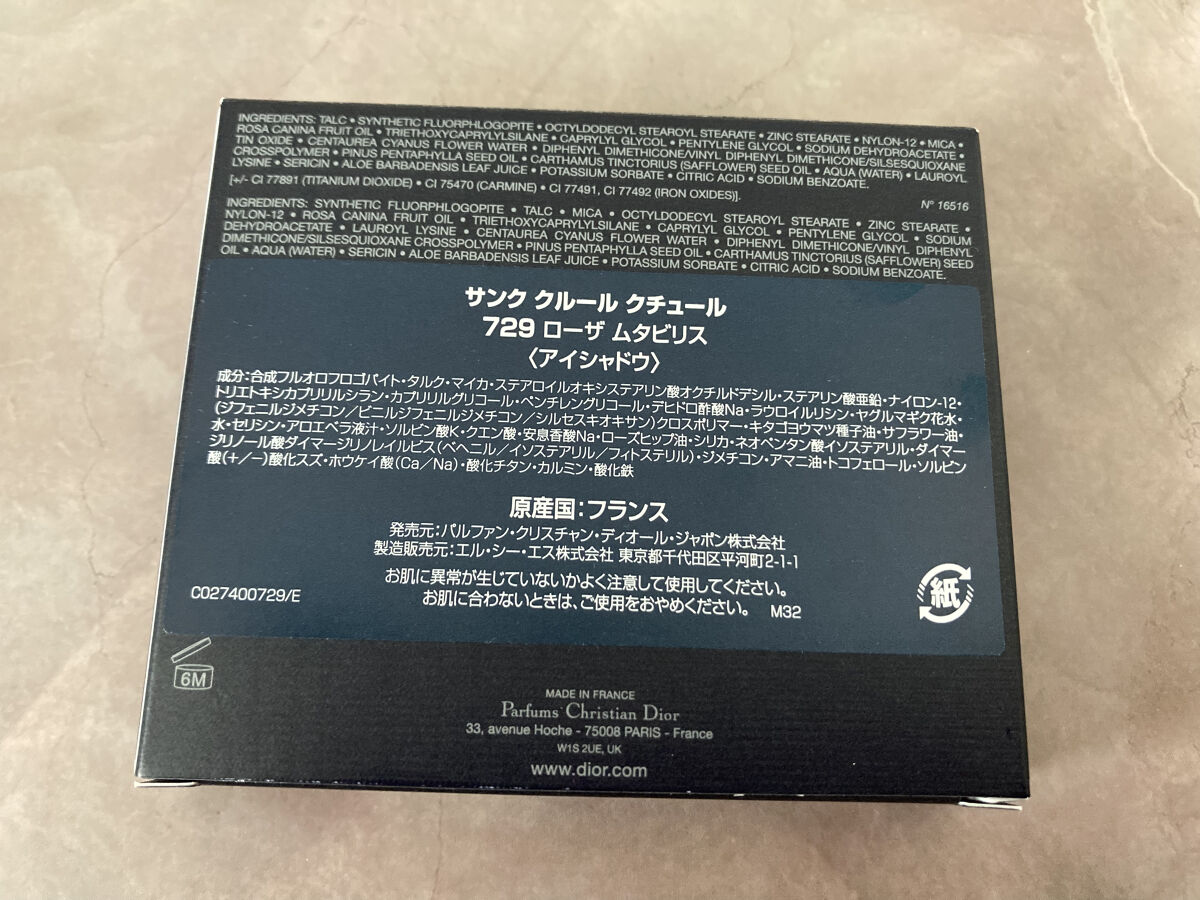 INGREDIENTS: TALC • SYNTHETIC FLUORPHLOGOPITE • OCTYLDODECYL STEAROYL STEARATE • ZINC STEARATE • NYLON-12 • MICA •
ROSA CANINA FRUIT OIL • TRIETHOXYCAPRYLYLSILANE • CAPRYLYL GLYCOL • PENTYLENE GLYCOL • SODIUM DEHYDROACETATE •
TIN OXIDE • CENTAUREA CYANUS FLOWER WATER • DIPHENYL DIMETHICONE/VINYL DIPHENYL DIMETHICONE/SILSESQUIOXANE
CROSSPOLYMER • PINUS PENTAPHYLLA SEED OIL • CARTHAMUS TINCTORIUS (SAFFLOWER) SEED OIL • AQUA (WATER) • LAUROYL
LYSINE • SERICIN • ALOE BARBADENSIS LEAF JUICE • POTASSIUM SORBATE • CITRIC ACID • SODIUM BENZOATE.
[+/- CI 77891 (TITANIUM DIOXIDE) • CI 75470 (CARMINE) • CI 77491, CI 77492 (IRON OXIDES)].
N° 16516
INGREDIENTS: SYNTHETIC FLUORPHLOGOPITE • TALC • MICA • OCTYLDODECYL STEAROYL STEARATE • ZINC STEARATE •
NYLON-12 • ROSA CANINA FRUIT OIL • TRIETHOXYCAPRYLYLSILANE • CAPRYLYL GLYCOL • PENTYLENE GLYCOL • SODIUM
DEHYDROACETATE • LAUROYL LYSINE • CENTAUREA CYANUS FLOWER WATER • DIPHENYL DIMETHICONE/VINYL DIPHENYL
DIMETHICONE/SILSESQUIOXANE CROSSPOLYMER • PINUS PENTAPHYLLA SEED OIL • CARTHAMUS TINCTORIUS (SAFFLOWER) SEED
OIL • AQUA (WATER) • SERICIN • ALOE BARBADENSIS LEAF JUICE • POTASSIUM SORBATE • CITRIC ACID • SODIUM BENZOATE.
サンク クルール クチュール
729 ローザ ムタビリス
〈アイシャドウ〉
成分:合成フルオロフロゴパイト・タルク・マイカ・ステアロイルオキシステアリン酸オクチルドデシル・ステアリン酸亜鉛・ナイロン-12・
トリエトキシカプリリルシラン・カプリリルグリコール・ペンチレングリコール・デヒドロ酢酸Na・ラウロイルリシン・ヤグルマギク花水・
(ジフェニルジメチコン/ビニルジフェニルジメチコン/シルセスキオキサン)クロスポリマー・キタゴヨウマツ種子油・サフラワー油・
水・セリシン・アロエベラ液汁・ソルビン酸K・クエン酸・安息香酸Na・ローズヒップ油・シリカ・ネオペンタン酸イソステアリル・ダイマー
ジリノール酸ダイマージリノレイルビス(ベヘニル/イソステアリル/フィトステリル)・ジメチコン・アマニ油・トコフェロール・ソルビン
酸(+/-)酸化スズ・ホウケイ酸(Ca/Na)・酸化チタン・カルミン・酸化鉄
原産国:フランス
発売元:パルファン・クリスチャン・ディオール・ジャポン株式会社
製造販売元:エル・シー・エス株式会社 東京都千代田区平河町2-1-1
お肌に異常が生じていないかよく注意して使用してください。
お肌に合わないときは、ご使用をおやめください。 M32
C027400729/E
紙
6M
MADE IN FRANCE
Parfums Christian Dior
33, avenue Hoche - 75008 PARIS - France
W1S 2UE, UK
www.dior.com